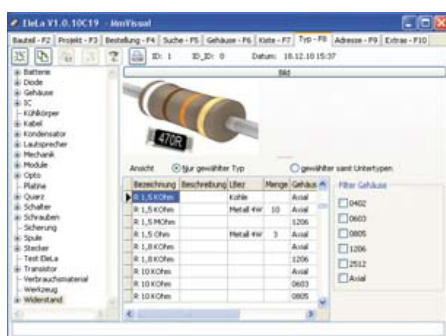 EleLa V1.0.10C19 - MmVisual
Bauteil - F2 Projekt - F3 Bestellung - F4 Suche - F5 Gehäuse - F6 Kiste - F7 Typ - F8 Adresse - F9 Extras - F10
ID: 1 ID_ID: 0 Datum: 18.12.10 15:37
Batterie
Diode
Gehäuse
IC
Kühlkörper
Kabel
Kondensator
Lautsprecher
Mechanik
Module
Opto
Platine
Quarz
Schalter
Schrauben
Sicherung
Spule
Stecker
Test EleLa
Transistor
Verbrauchsmaterial
Werkzeug
Widerstand
Bild
470R
Ansicht Nur gewählter Typ gewählter samt Untertypen
Bezeichnung Beschreibung LBez Menge Gehäus
R 1,5 KOhm Kohle Axial
R 1,5 KOhm Metall 4W 10 Axial
R 1,5 MOhm 1206
R 1,5 Ohm Metall 4W 3 Axial
R 1,8 KOhm Axial
R 1,8 KOhm 1206
R 10 KOhm Axial
R 10 KOhm 0603
R 10 KOhm 0805
Filter Gehäuse
0402
0603
0805
1206
2512
Axial